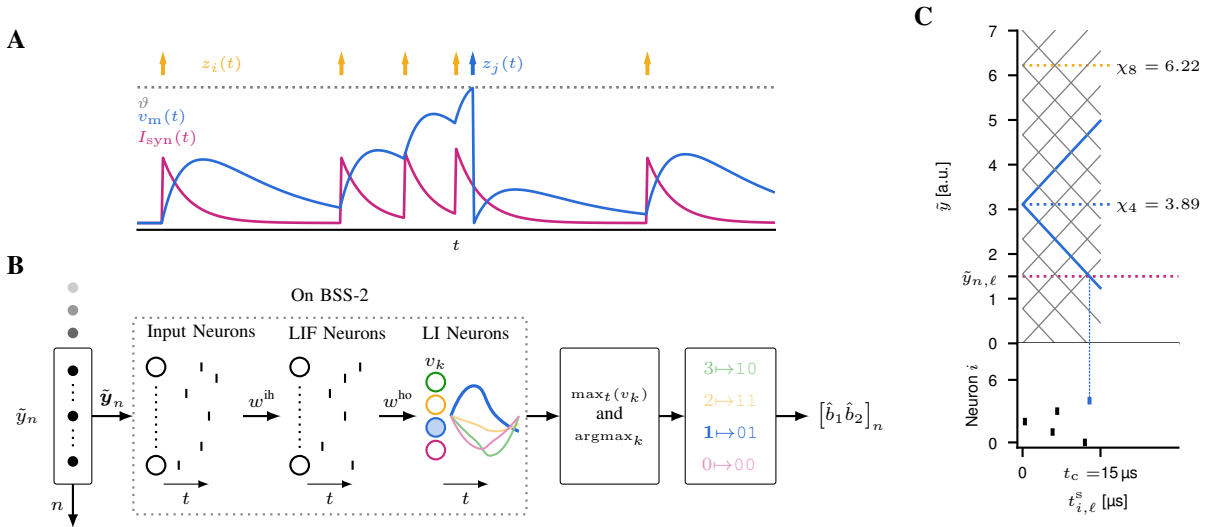 A
z_i(t)
z_j(t)
ϑ
v_m(t)
I_syn(t)
t
B
On BSS-2
Input Neurons
LIF Neurons
LI Neurons
v_k
ỹ_n
ỹ_n
w^ih
w^ho
t
t
t
n
max_t(v_k)
and
argmax_k
3↦10
2↦11
1↦01
0↦00
[b̂_1b̂_2]_n
C
7
6
5
4
3
2
1
0
ỹ [a.u.]
ỹ_{n,ℓ}
χ_8 = 6.22
χ_4 = 3.89
Neuron i
6
0
0
t_c = 15 µs
t^s_{i,ℓ} [µs]